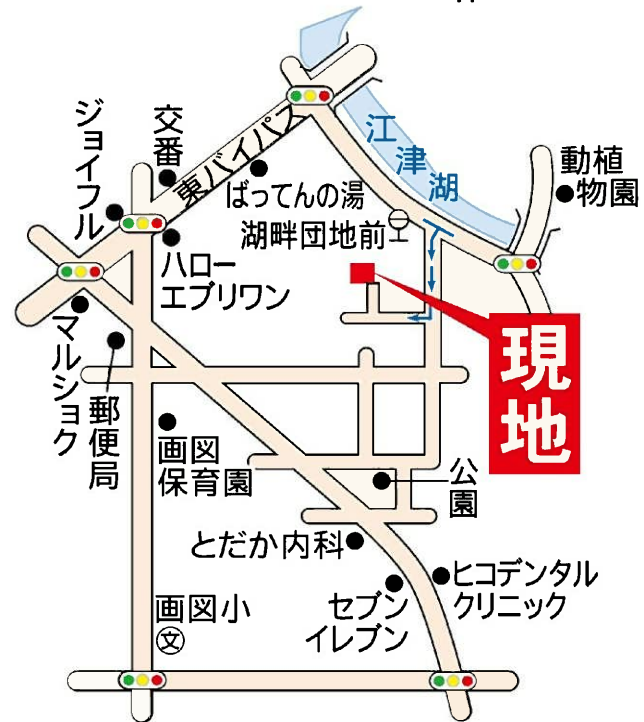 江津湖
交番
ジョイフル
東バイパス
動植
物園
ばってんの湯
湖畔団地前
ハロー
エブリワン
現地
マルショク
郵便局
画図
保育園
公園
とだか内科
ヒコデンタル
クリニック
セブン
イレブン
画図小
文